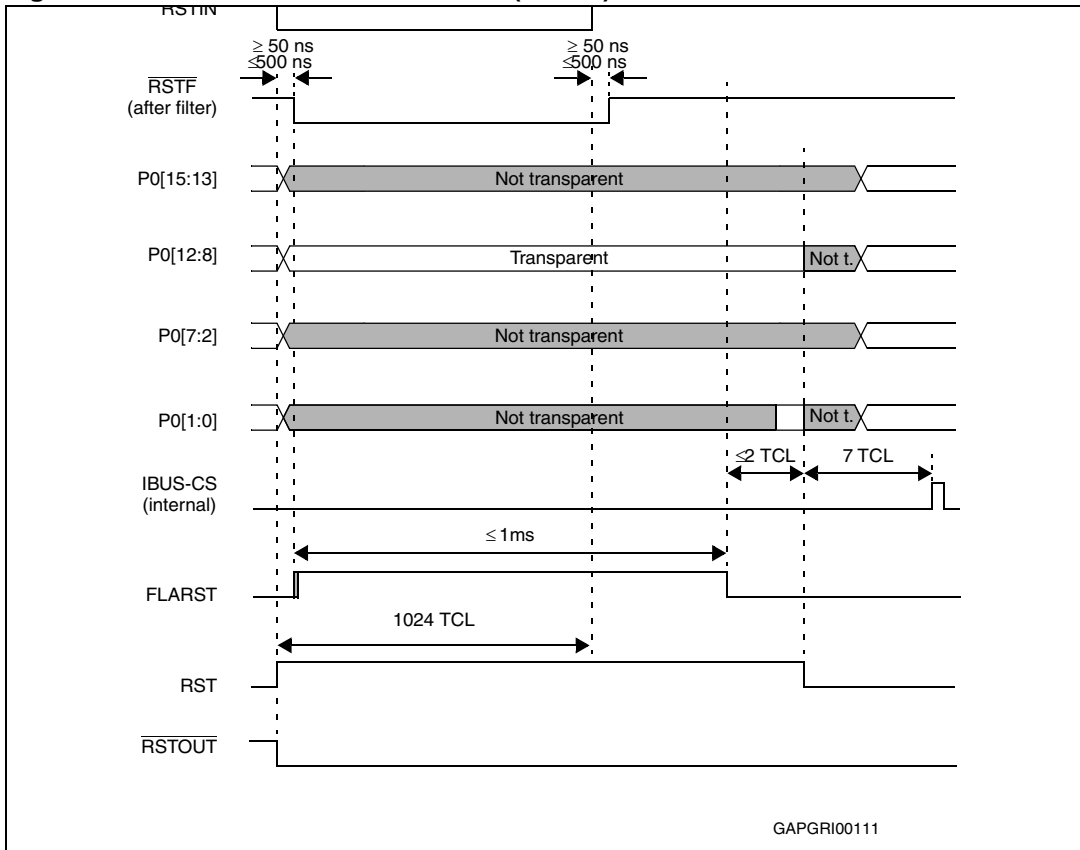 RSTIN
≥ 50 ns ≥ 50 ns
≤500 ns ≤500 ns
RSTF
(after filter)
P0[15:13] Not transparent
P0[12:8] Transparent Not t.
P0[7:2] Not transparent
P0[1:0] Not transparent Not t.
≤2 TCL 7 TCL
IBUS-CS
(internal)
≤ 1ms
FLARST
1024 TCL
RST
RSTOUT
GAPGRI00111